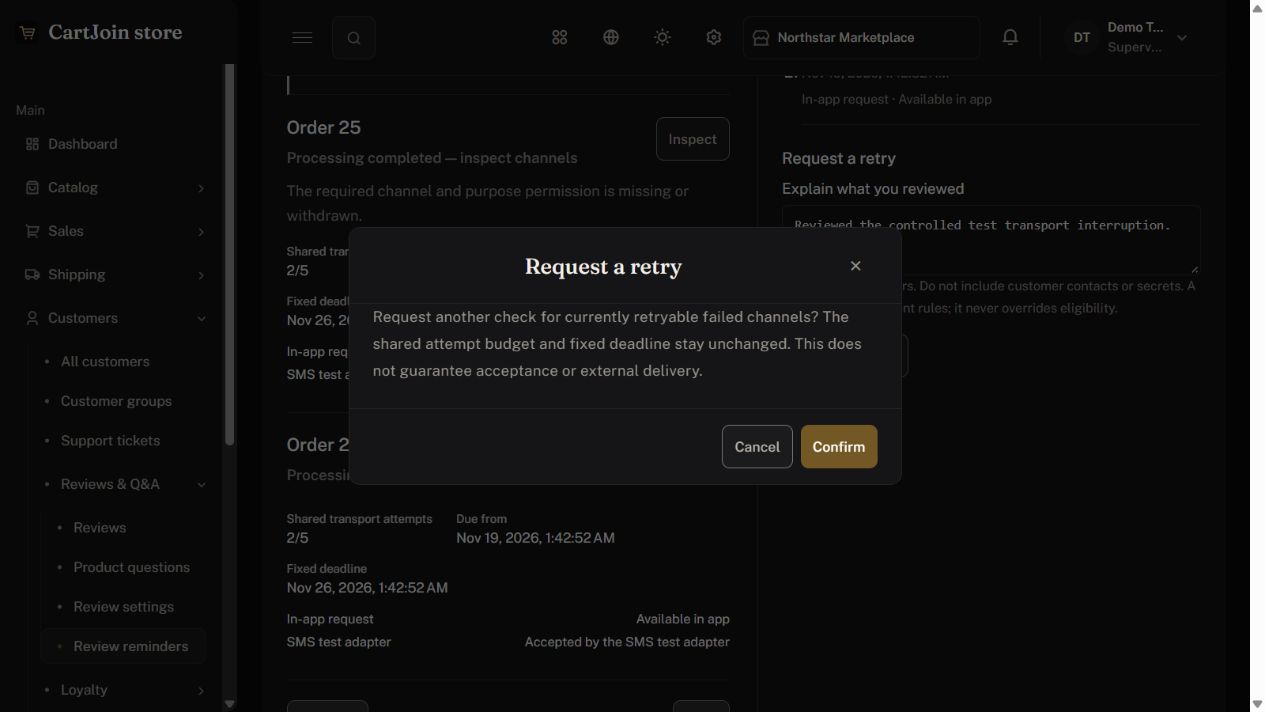 CartJoin store
Northstar Marketplace
DT
Demo T...
Superv...
Main
Dashboard
Catalog
Sales
Shipping
Customers
All customers
Customer groups
Support tickets
Reviews & Q&A
Reviews
Product questions
Review settings
Review reminders
Loyalty
Order 25
Inspect
Processing completed — inspect channels
The required channel and purpose permission is missing or
withdrawn.
Shared tran
2/5
Fixed deadl
Nov 26, 20
In-app req
SMS test a
Order 2
Processin
Shared transport attempts
Due from
2/5
Nov 19, 2026, 1:42:52 AM
Fixed deadline
Nov 26, 2026, 1:42:52 AM
In-app request
Available in app
SMS test adapter
Accepted by the SMS test adapter
In-app request · Available in app
Request a retry
Explain what you reviewed
Reviewed the controlled test transport interruption.
rs. Do not include customer contacts or secrets. A
nt rules; it never overrides eligibility.
Request a retry
Request another check for currently retryable failed channels? The
shared attempt budget and fixed deadline stay unchanged. This does
not guarantee acceptance or external delivery.
Cancel
Confirm